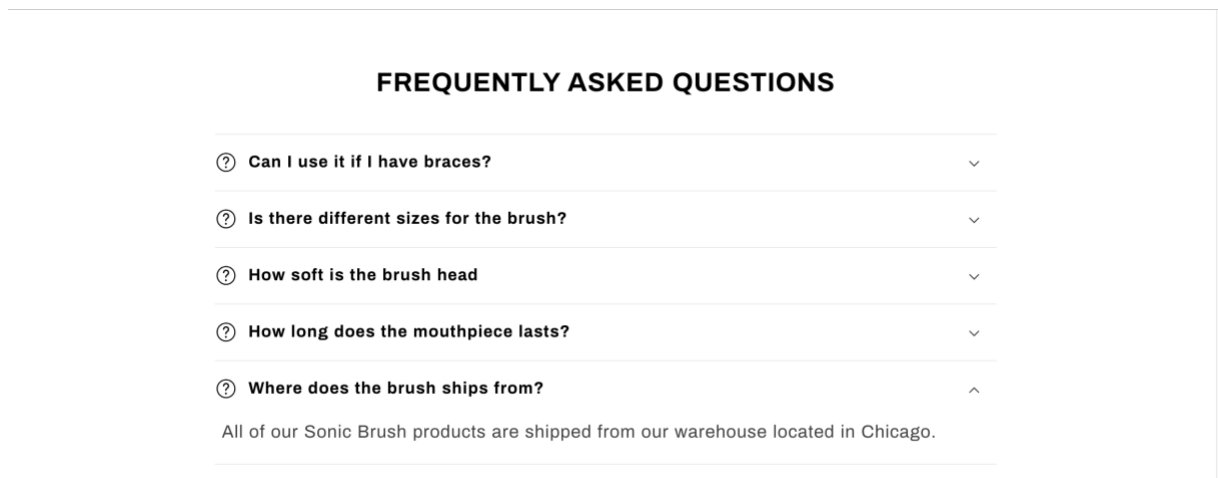 FREQUENTLY ASKED QUESTIONS
Can I use it if I have braces?
Is there different sizes for the brush?
How soft is the brush head
How long does the mouthpiece lasts?
Where does the brush ships from?
All of our Sonic Brush products are shipped from our warehouse located in Chicago.